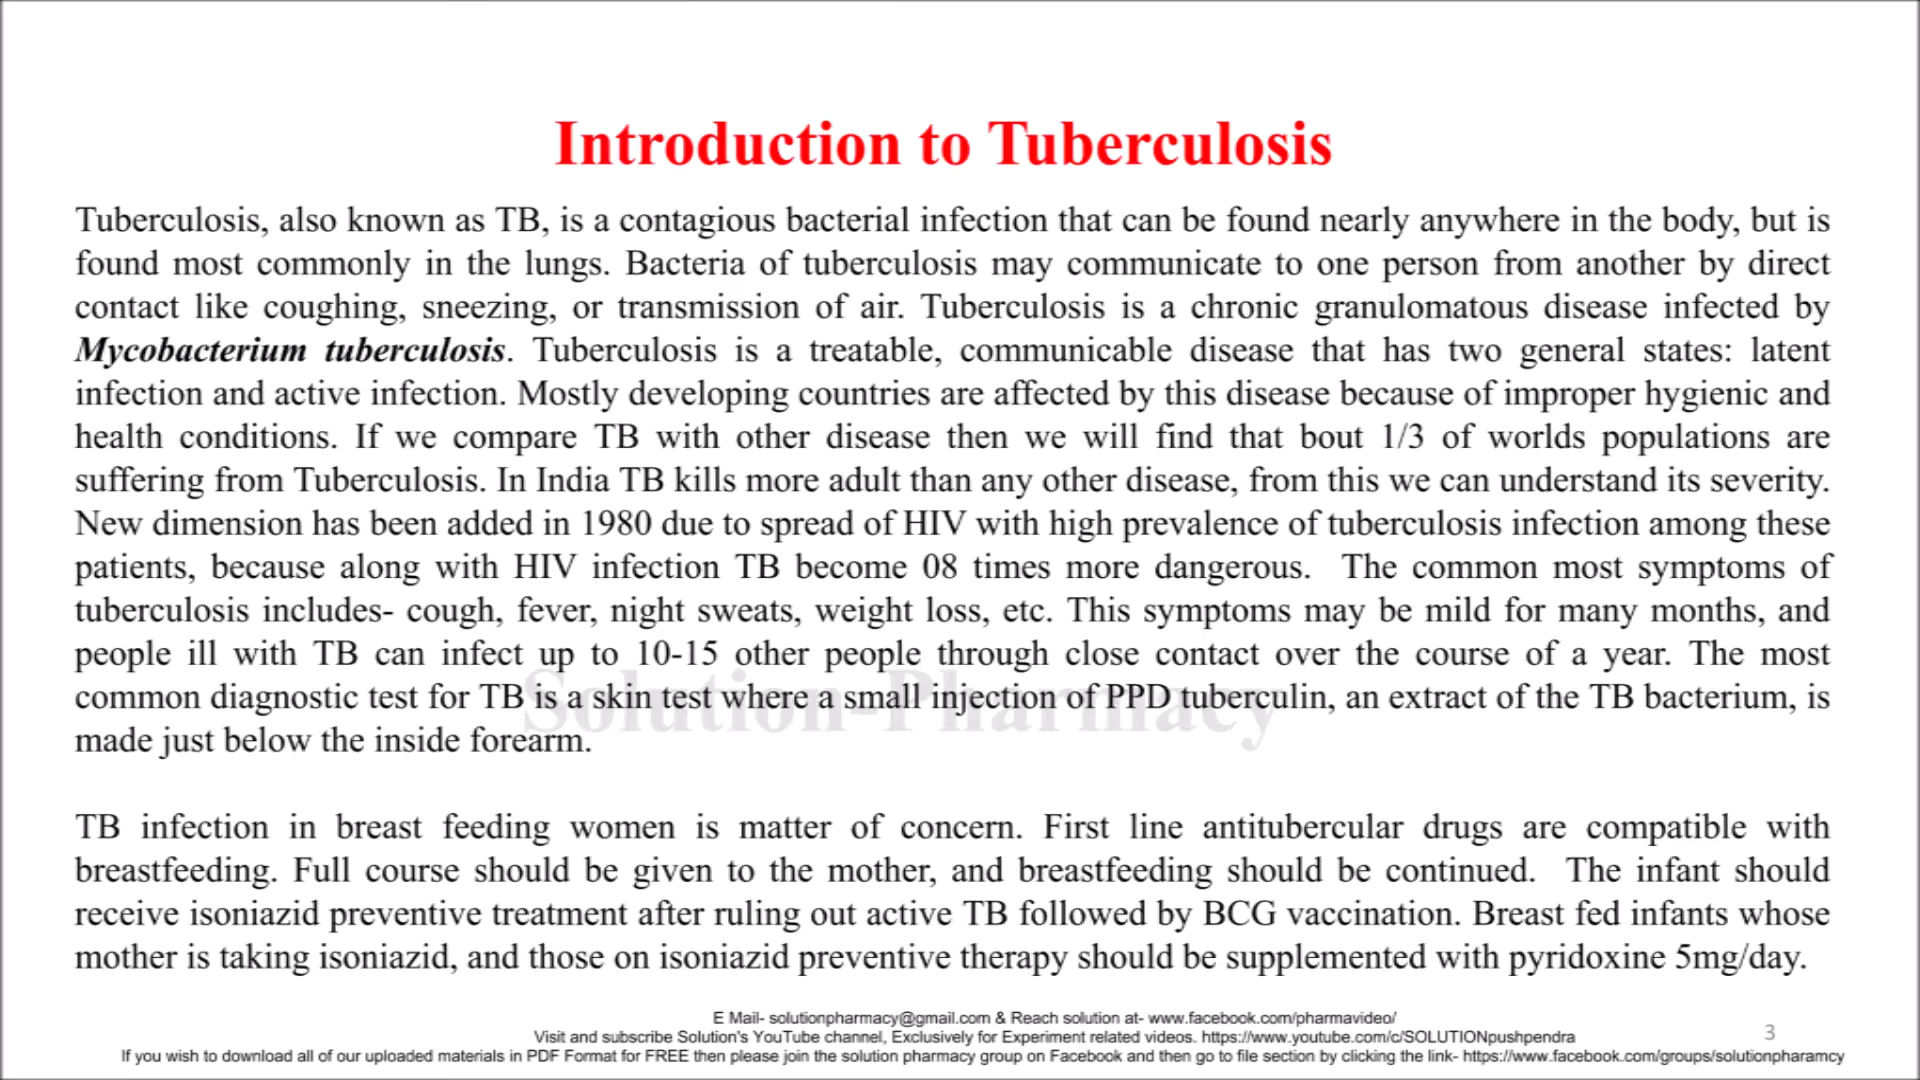 Introduction to Tuberculosis
Tuberculosis, also known as TB, is a contagious bacterial infection that can be found nearly anywhere in the body, but is
found most commonly in the lungs. Bacteria of tuberculosis may communicate to one person from another by direct
contact like coughing, sneezing, or transmission of air. Tuberculosis is a chronic granulomatous disease infected by
Mycobacterium tuberculosis. Tuberculosis is a treatable, communicable disease that has two general states: latent
infection and active infection. Mostly developing countries are affected by this disease because of improper hygienic and
health conditions. If we compare TB with other disease then we will find that bout 1/3 of worlds populations are
suffering from Tuberculosis. In India TB kills more adult than any other disease, from this we can understand its severity.
New dimension has been added in 1980 due to spread of HIV with high prevalence of tuberculosis infection among these
patients, because along with HIV infection TB become 08 times more dangerous. The common most symptoms of
tuberculosis includes- cough, fever, night sweats, weight loss, etc. This symptoms may be mild for many months, and
people ill with TB can infect up to 10-15 other people through close contact over the course of a year. The most
common diagnostic test for TB is a skin test where a small injection of PPD tuberculin, an extract of the TB bacterium, is
made just below the inside forearm.
Solution-Pharmacy
TB infection in breast feeding women is matter of concern. First line antitubercular drugs are compatible with
breastfeeding. Full course should be given to the mother, and breastfeeding should be continued. The infant should
receive isoniazid preventive treatment after ruling out active TB followed by BCG vaccination. Breast fed infants whose
mother is taking isoniazid, and those on isoniazid preventive therapy should be supplemented with pyridoxine 5mg/day.
E Mail- solutionpharmacy@gmail.com & Reach solution at- www.facebook.com/pharmavideo/
Visit and subscribe Solution's YouTube channel, Exclusively for Experiment related videos. https://www.youtube.com/c/SOLUTIONpushpendra
3
If you wish to download all of our uploaded materials in PDF Format for FREE then please join the solution pharmacy group on Facebook and then go to file section by clicking the link- https://www.facebook.com/groups/solutionpharamcy